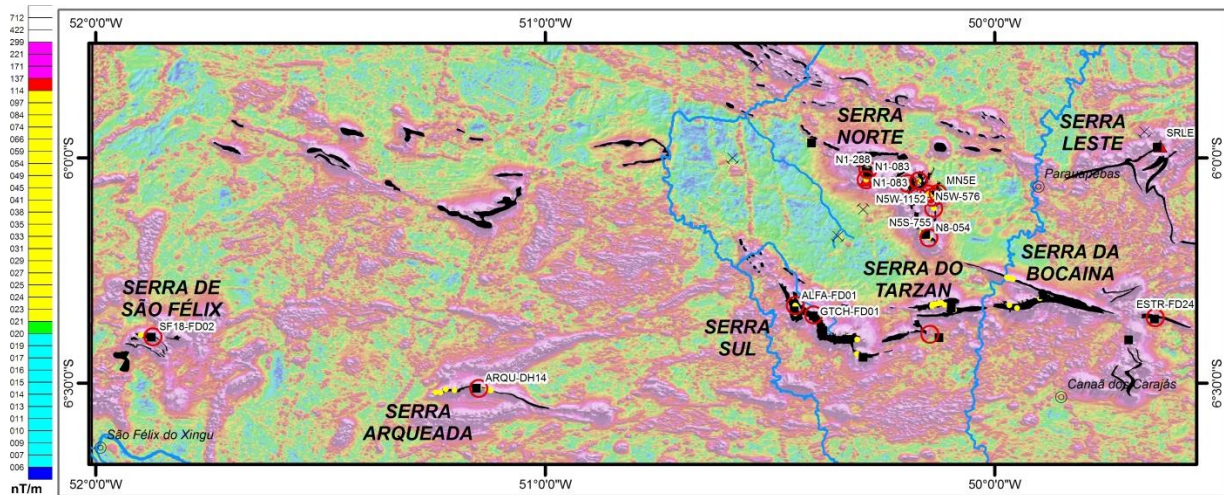 52°0'0"W
51°0'0"W
50°0'0"W
712
422
299
221
171
137
114
097
084
074
066
059
054
049
045
041
038
035
033
031
029
027
025
024
023
021
020
019
017
016
015
014
013
011
010
009
007
006
nT/m
6°0'0"S
6°30'0"S
6°0'0"S
6°30'0"S
SERRA
NORTE
SERRA
LESTE
SRLE
Parauapebas
N1-288
N1-083
N1-083
MN5E
N5W-1152
N5W-576
N5S-755
N8-054
SERRA DA
BOCAINA
SERRA DO
TARZAN
SERRA DE
SÃO FÉLIX
SF18-FD02
ALFA-FD01
GTCH-FD01
ESTR-FD24
SERRA
SUL
ARQU-DH14
Canaã dos Carajás
SERRA
ARQUEADA
São Félix do Xingu
52°0'0"W
51°0'0"W
50°0'0"W